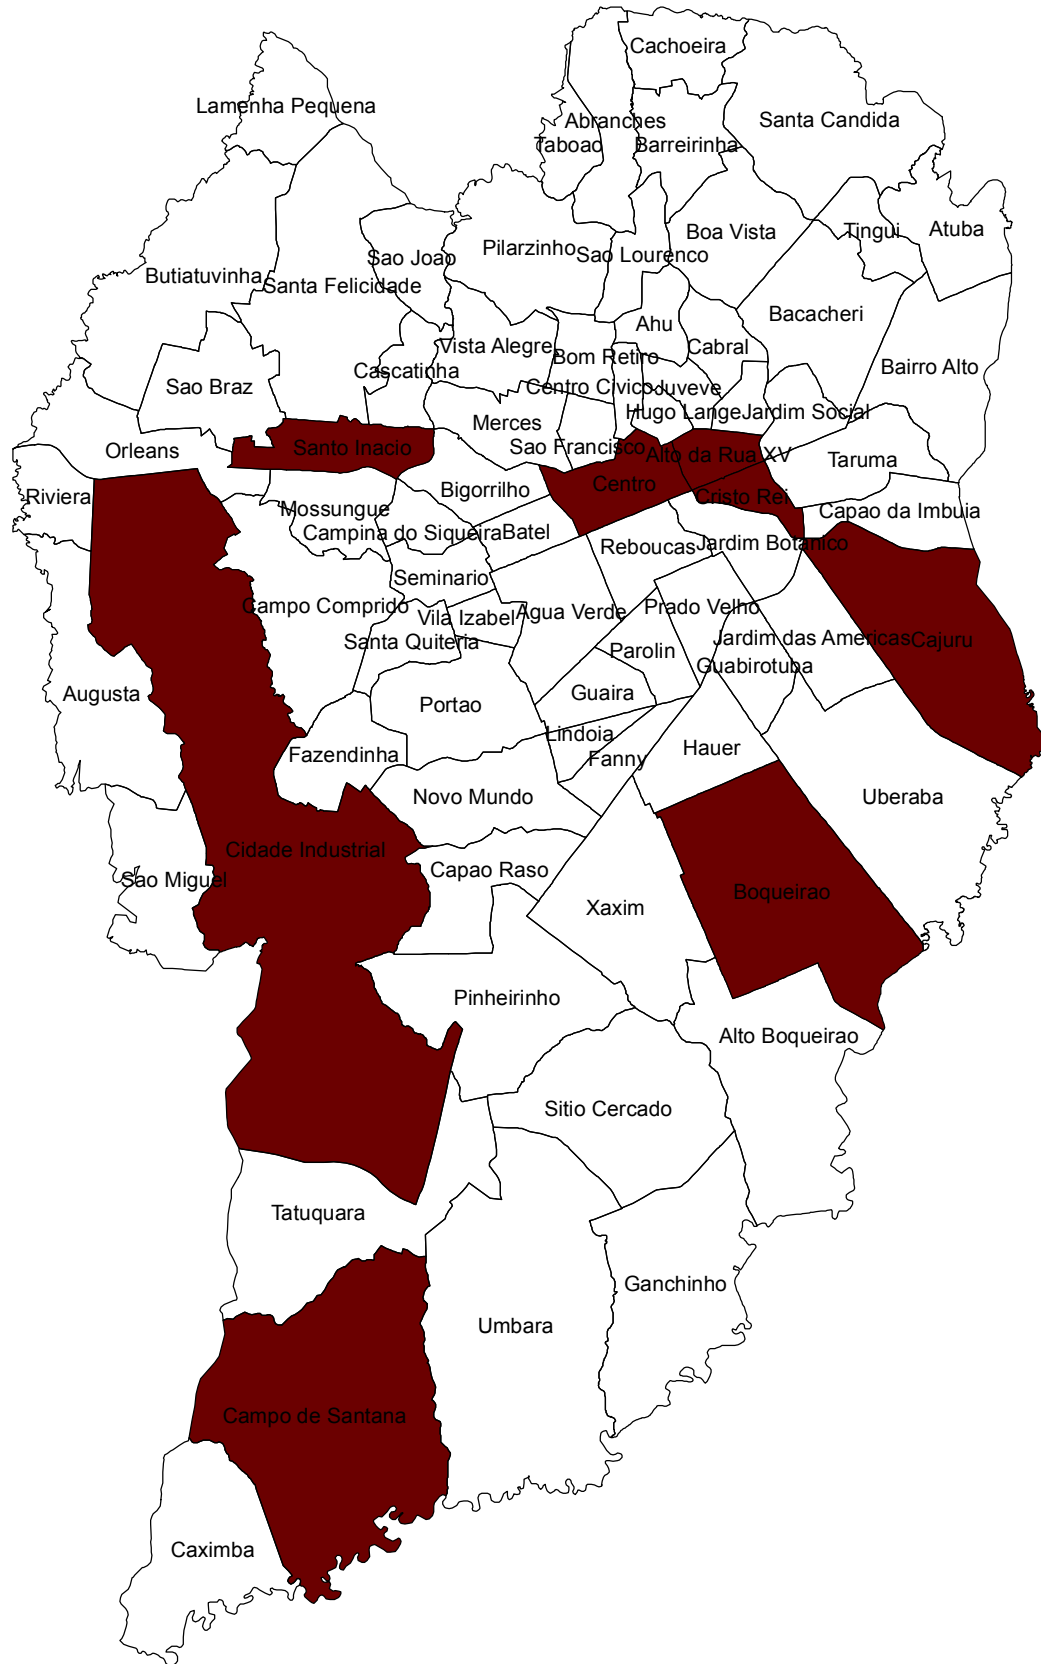 Cachoeira
Lamenha Pequena
Santa Candida
Abranches
Taboao
Barreirinha
Atuba
Tingui
Boa Vista
Pilarzinho
Sao Lourenco
Sao Joao
Butiatuvinha
Santa Felicidade
Bacacheri
Ahu
Vista Alegre
Cabral
Bom Retiro
Bairro Alto
Cascatinha
Sao Braz
Centro Civico
Juveve
Hugo Lange
Jardim Social
Merces
Sao Francisco
Santo Inacio
Orleans
Alto da Rua XV
Taruma
Centro
Bigorrilho
Riviera
Cristo Rei
Mossungue
Capao da Imbuia
Campina do Siqueira
Batel
Reboucas
Jardim Botanico
Seminario
Campo Comprido
Prado Velho
Agua Verde
Vila Izabel
Santa Quiteria
Jardim das Americas
Cajuru
Parolin
Guabirotuba
Augusta
Guaira
Portao
Lindoia
Hauer
Fazendinha
Fanny
Novo Mundo
Uberaba
Cidade Industrial
Capao Raso
Sao Miguel
Boqueirao
Xaxim
Pinheirinho
Alto Boqueirao
Sitio Cercado
Tatuquara
Ganchinho
Umbara
Campo de Santana
Caximba